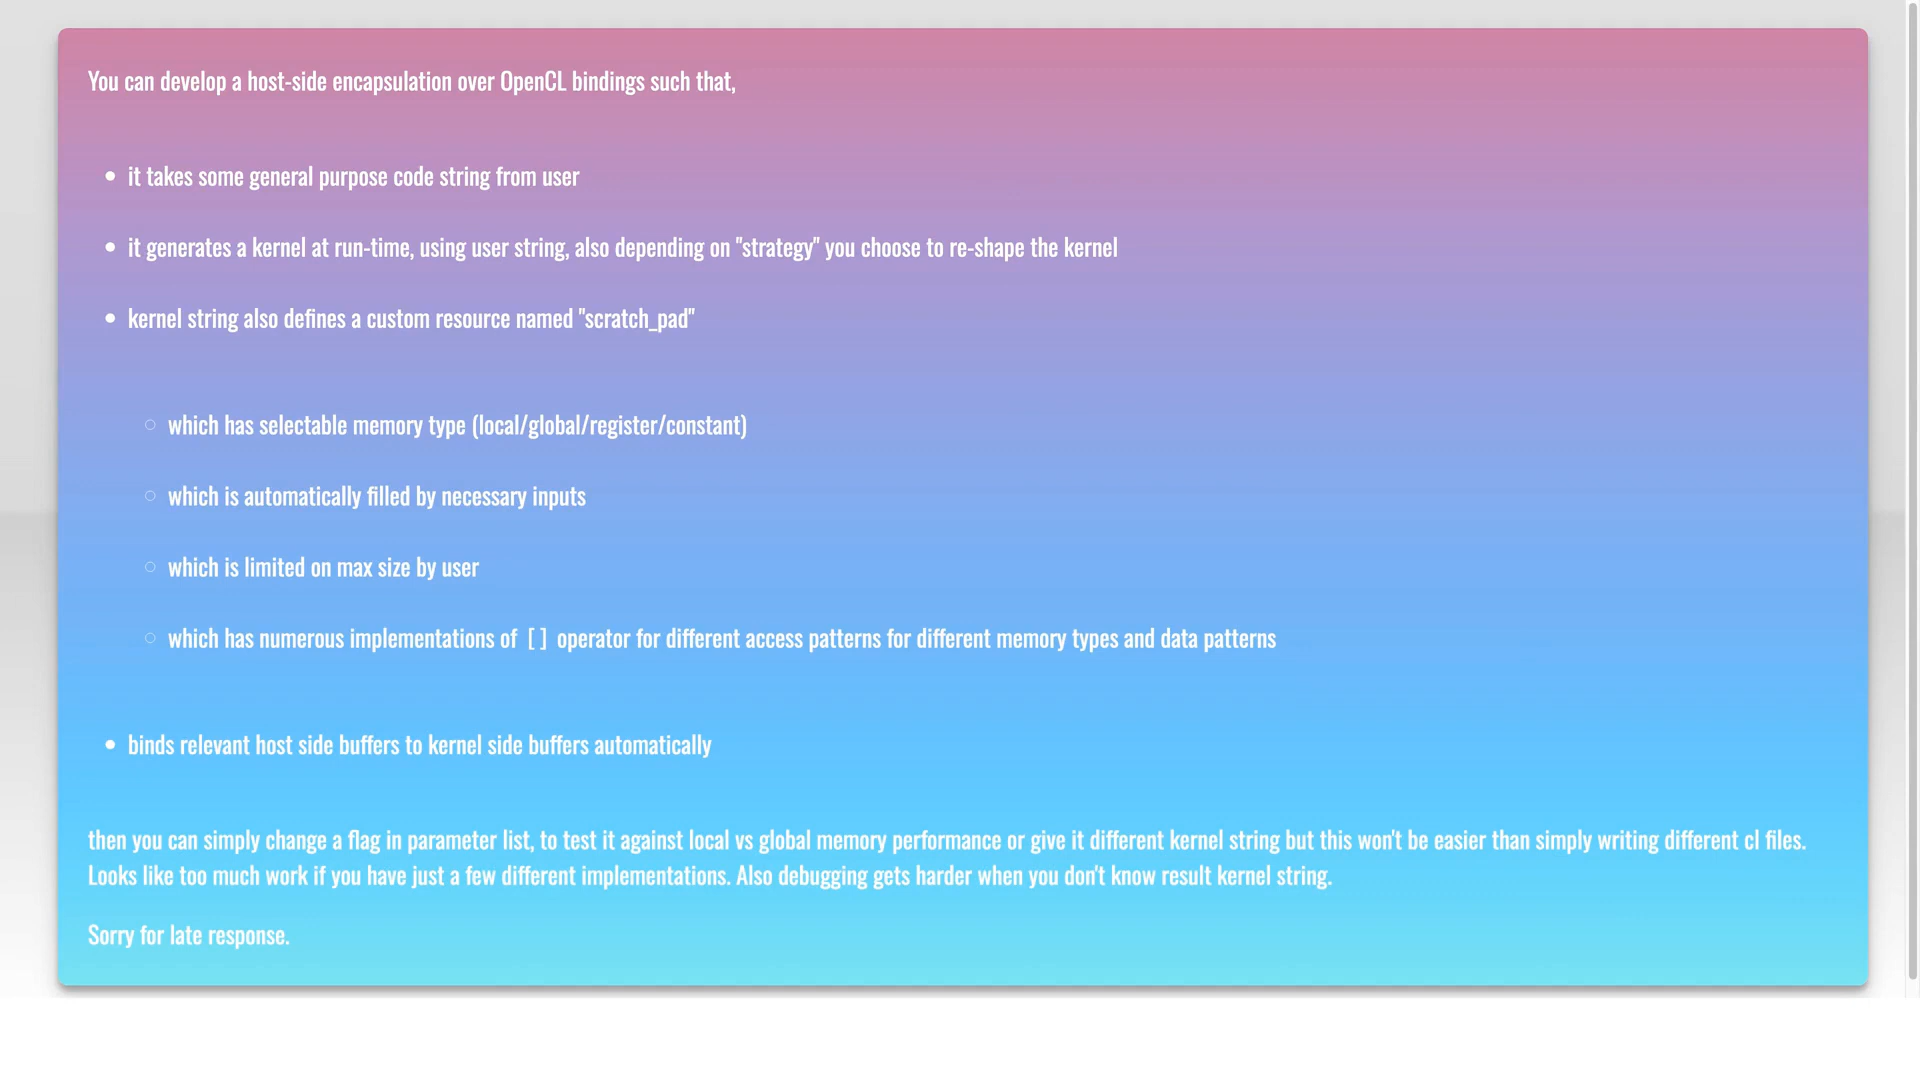 You can develop a host-side encapsulation over OpenCL bindings such that,
it takes some general purpose code string from user
it generates a kernel at run-time, using user string, also depending on "strategy" you choose to re-shape the kernel
kernel string also defines a custom resource named "scratch_pad"
which has selectable memory type (local/global/register/constant)
which is automatically filled by necessary inputs
which is limited on max size by user
which has numerous implementations of [ ] operator for different access patterns for different memory types and data patterns
binds relevant host side buffers to kernel side buffers automatically
then you can simply change a flag in parameter list, to test it against local vs global memory performance or give it different kernel string but this won't be easier than simply writing different cl files.
Looks like too much work if you have just a few different implementations. Also debugging gets harder when you don't know result kernel string.
Sorry for late response.